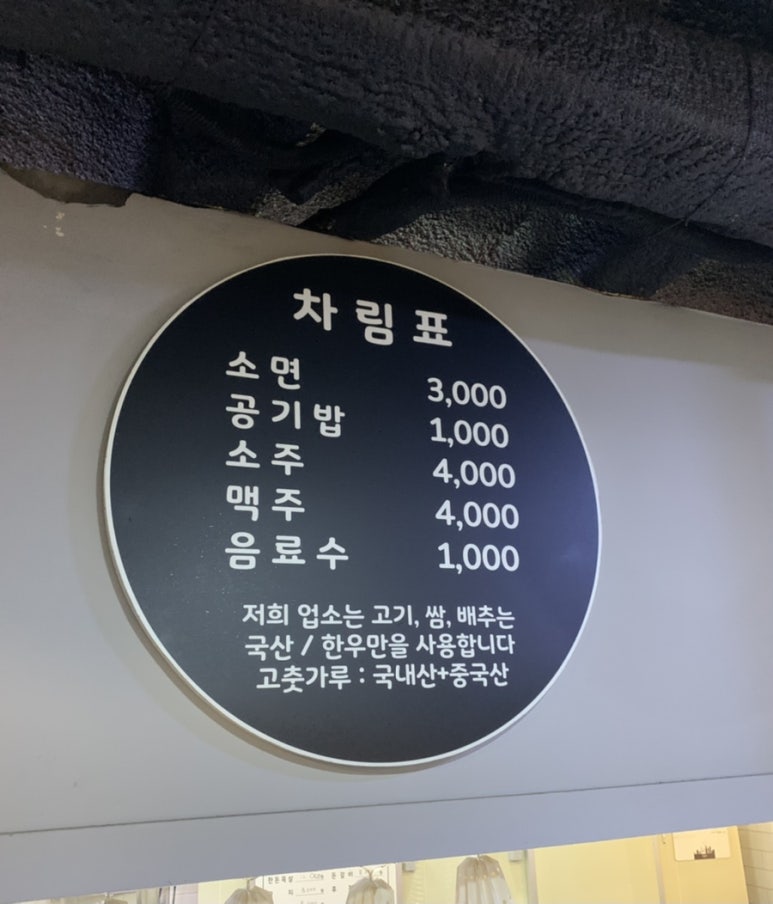 차림표
소면 3,000
공기밥 1,000
소주 4,000
맥주 4,000
음료수 1,000
저희 업소는 고기, 쌈, 배추는
국산 / 한우만을 사용합니다
고춧가루 : 국내산+중국산